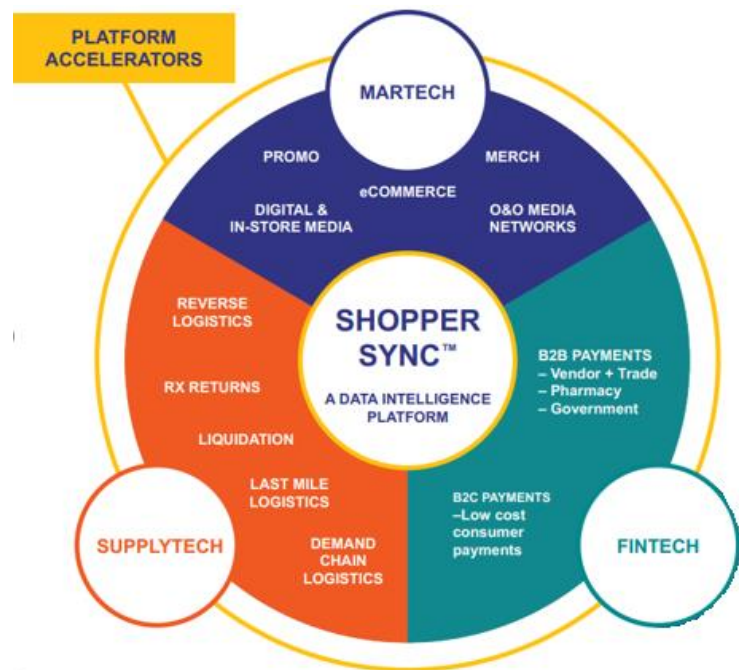 PLATFORM
ACCELERATORS
MARTECH
PROMO
MERCH
eCOMMERCE
DIGITAL &
IN-STORE MEDIA
O&O MEDIA
NETWORKS
REVERSE
LOGISTICS
RX RETURNS
LIQUIDATION
LAST MILE
LOGISTICS
DEMAND
CHAIN
LOGISTICS
SUPPLYTECH
SHOPPER
SYNC™
A DATA INTELLIGENCE
PLATFORM
B2B PAYMENTS
– Vendor + Trade
– Pharmacy
– Government
B2C PAYMENTS
–Low cost
consumer
payments
FINTECH